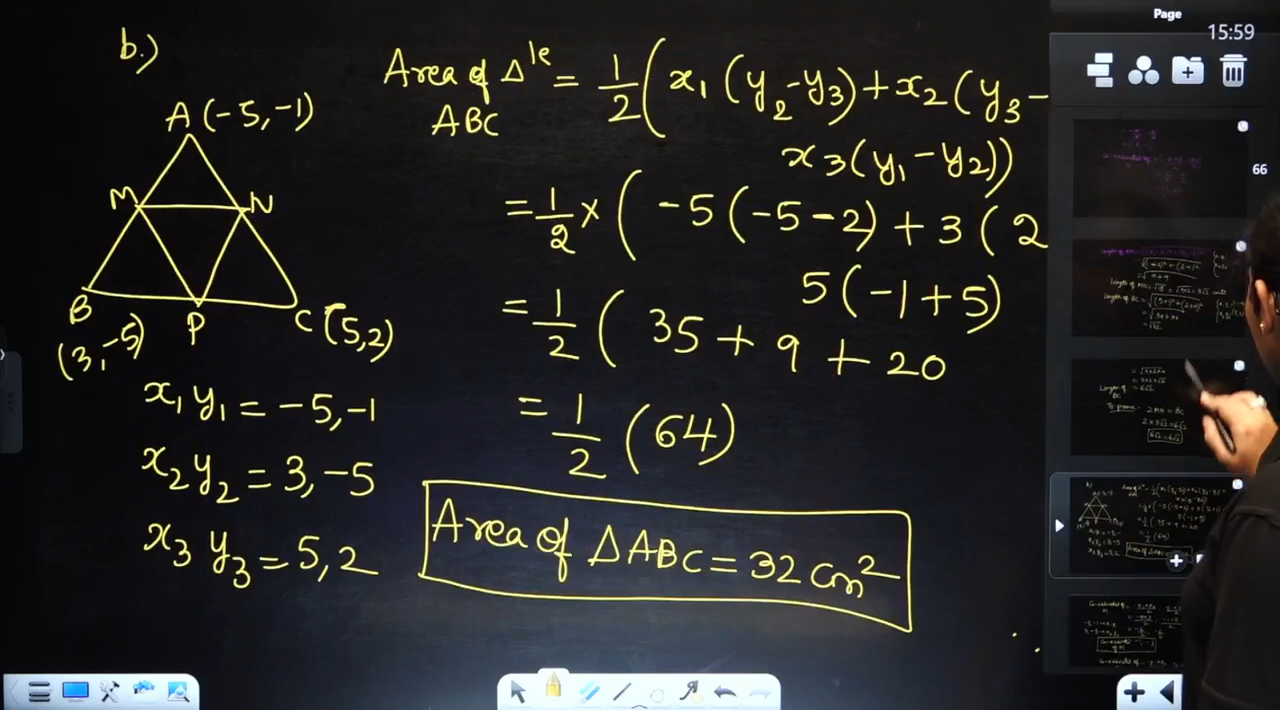 b.)
Area of Δle = 1/2 ( x1 (y2-y3) + x2 ( y3 -
ABC
x3 (y1 - y2))
= 1/2 × ( -5 (-5-2) + 3 ( 2
5 (-1+5)
= 1/2 ( 35 + 9 + 20
= 1/2 (64)
Area of ΔABC = 32 cm²
A (-5,-1)
M
N
B
P
C (5,2)
(3,-5)
x1 y1 = -5,-1
x2 y2 = 3,-5
x3 y3 = 5,2
Page
15:59
66